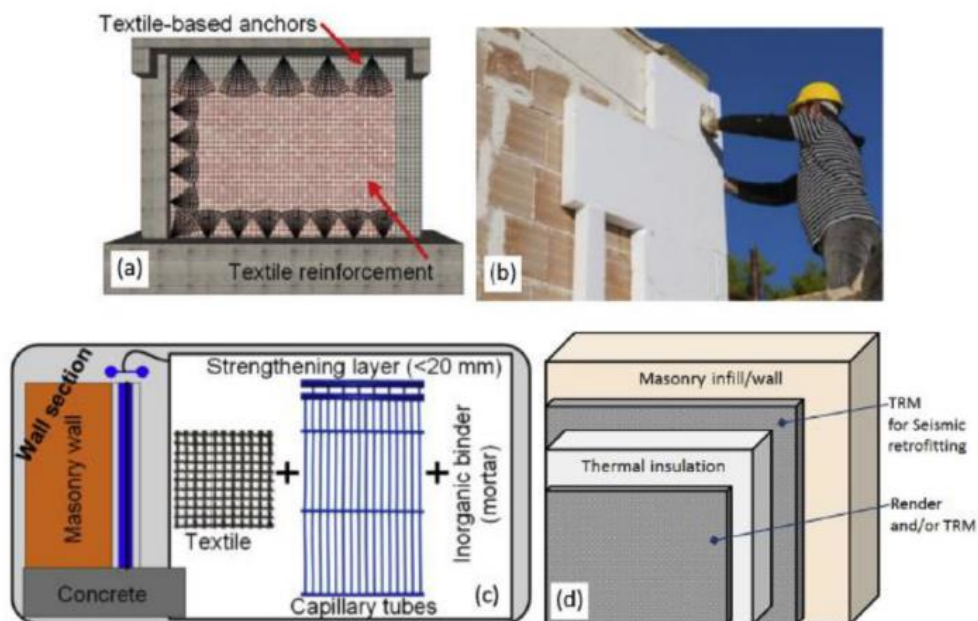 Textile-based anchors
(a)
Textile reinforcement
(b)
Wall section
Masonry wall
Concrete
Strengthening layer (<20 mm)
Textile
+
+
Capillary tubes
Inorganic binder
(mortar)
(c)
Masonry infill/wall
TRM
for Seismic
retrofitting
Thermal insulation
Render
and/or TRM
(d)